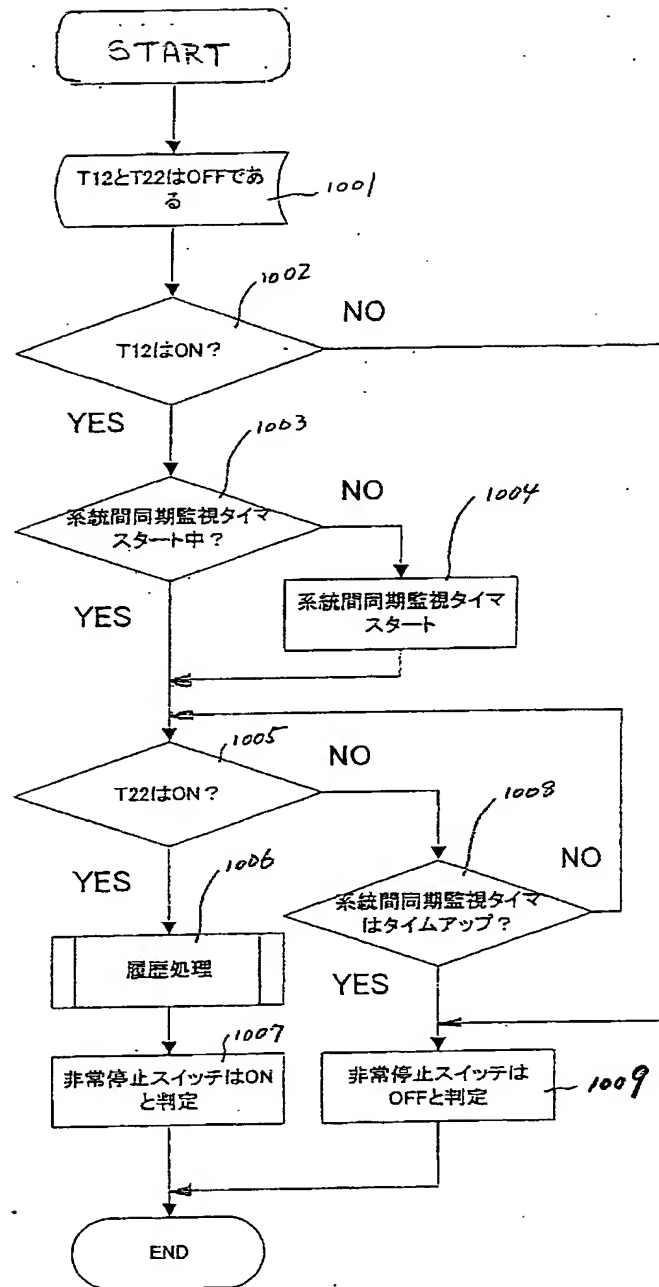 START
T12とT22はOFFであ
る
1001
1002
NO
T12はON?
YES
1003
NO
1004
系統間同期監視タイマ
スタート中?
系統間同期監視タイマ
スタート
YES
1005
NO
T22はON?
1008
NO
YES
1006
系統間同期監視タイマ
はタイムアップ?
履歴処理
YES
1007
非常停止スイッチはON
と判定
非常停止スイッチは
OFFと判定
1009
END